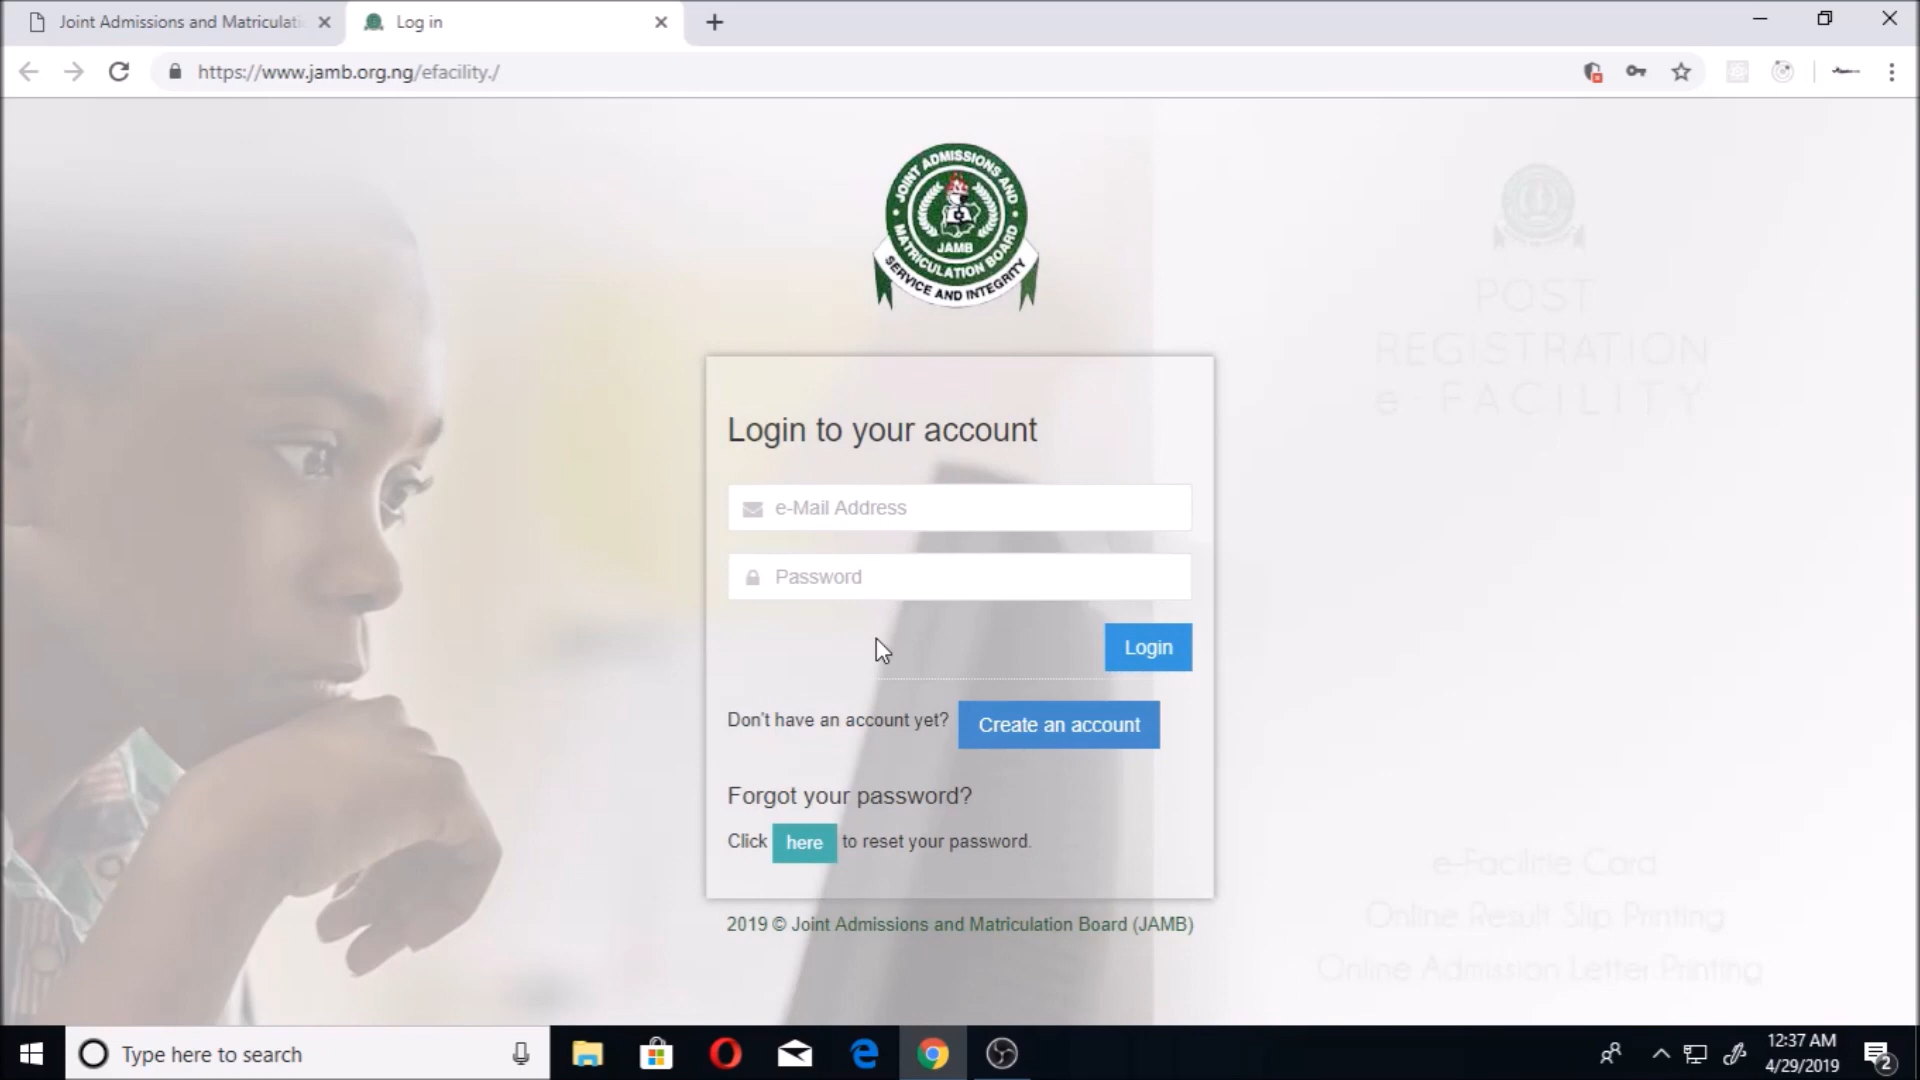 Joint Admissions and Matriculati
Log in
https://www.jamb.org.ng/efacility./
JOINT ADMISSIONS AND
MATRICULATION BOARD
JAMB
SERVICE AND INTEGRITY
POST
REGISTRATION
e-FACILITY
Login to your account
e-Mail Address
Password
Login
Don't have an account yet?
Create an account
Forgot your password?
Click here to reset your password.
2019 © Joint Admissions and Matriculation Board (JAMB)
e-Facilitie Card
Online Result Slip Printing
Online Admission Letter Printing
Type here to search
12:37 AM
4/29/2019
2